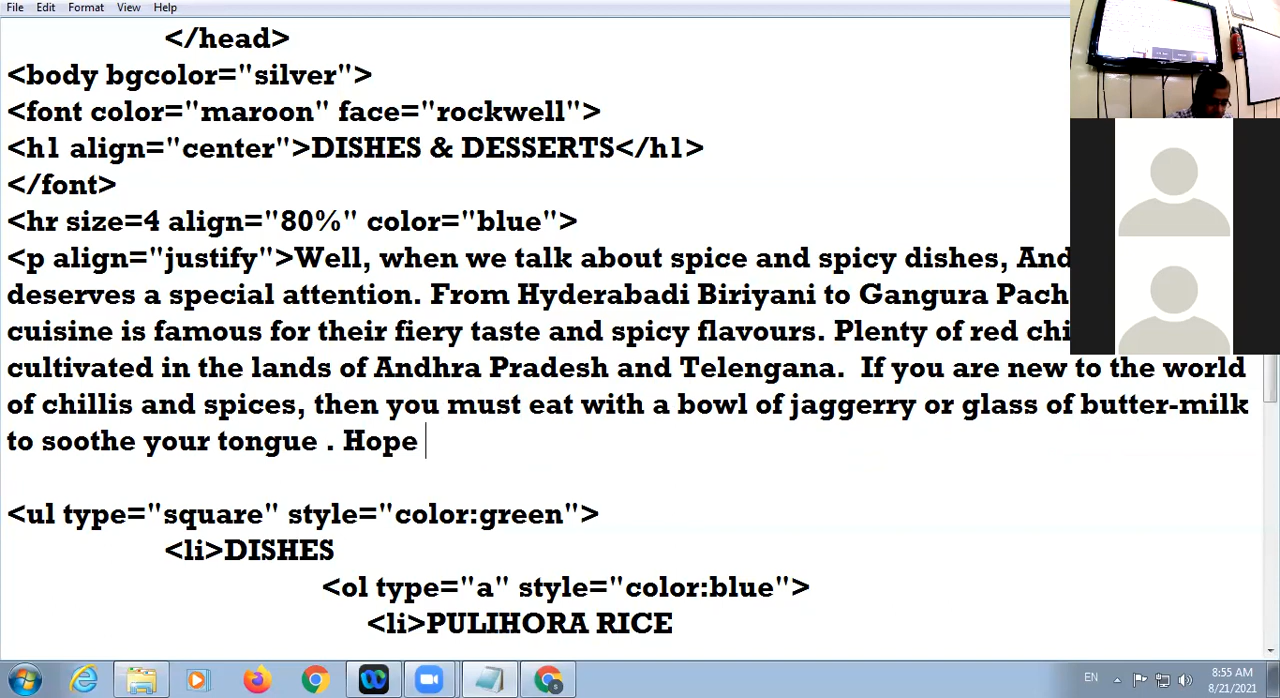 File Edit Format View Help
</head>
<body bgcolor="silver">
<font color="maroon" face="rockwell">
<h1 align="center">DISHES & DESSERTS</h1>
</font>
<hr size=4 align="80%" color="blue">
<p align="justify">Well, when we talk about spice and spicy dishes,
deserves a special attention. From Hyderabadi Biriyani to Gangura
cuisine is famous for their fiery taste and spicy flavours. Plenty of red
cultivated in the lands of Andhra Pradesh and Telengana.  If you are new to the world
of chillis and spices, then you must eat with a bowl of jaggerry or glass of butter-milk
to soothe your tongue . Hope
<ul type="square" style="color:green">
<li>DISHES
<ol type="a" style="color:blue">
<li>PULIHORA RICE
EN
8:55 AM
8/21/2021